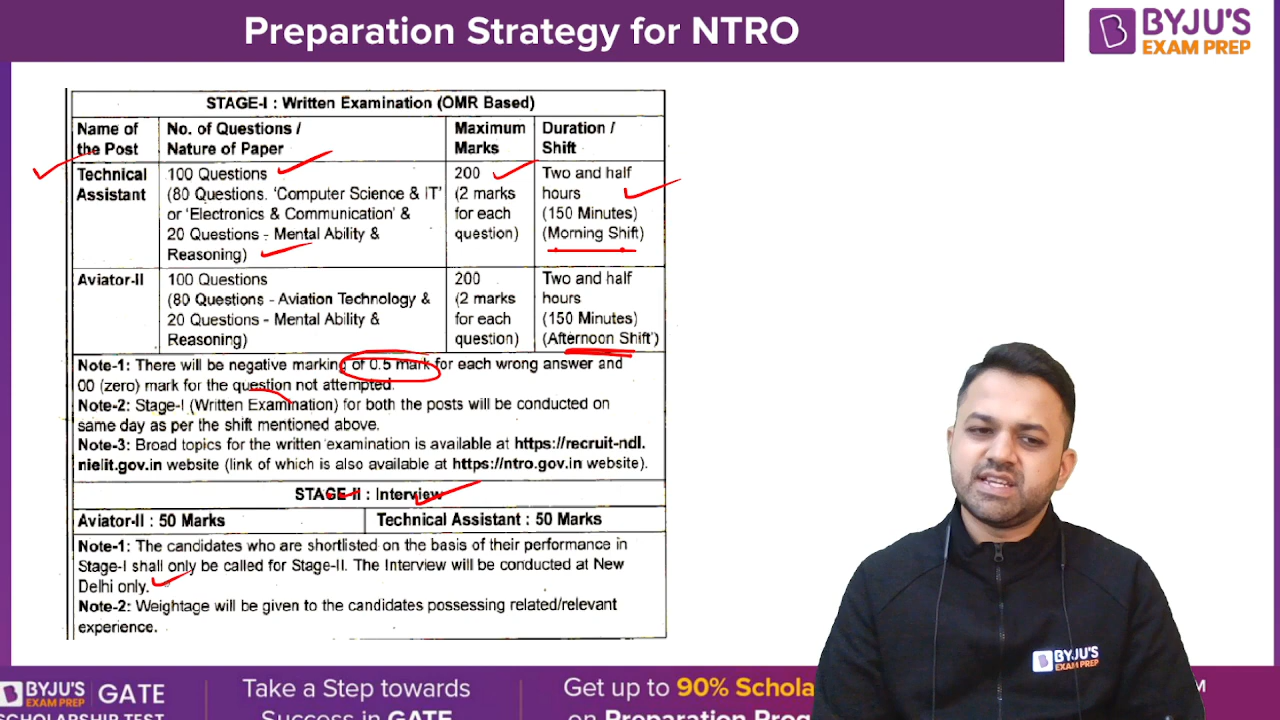 Preparation Strategy for NTRO
BYJU'S
EXAM PREP
STAGE-I : Written Examination (OMR Based)
Name of the Post
No. of Questions / Nature of Paper
Maximum Marks
Duration / Shift
Technical Assistant
100 Questions
(80 Questions. 'Computer Science & IT'
or 'Electronics & Communication' &
20 Questions - Mental Ability &
Reasoning)
200
(2 marks
for each
question)
Two and half
hours
(150 Minutes)
(Morning Shift)
Aviator-II
100 Questions
(80 Questions - Aviation Technology &
20 Questions - Mental Ability &
Reasoning)
200
(2 marks
for each
question)
Two and half
hours
(150 Minutes)
(Afternoon Shift')
Note-1: There will be negative marking of 0.5 mark for each wrong answer and
00 (zero) mark for the question not attempted.
Note-2: Stage-I (Written Examination) for both the posts will be conducted on
same day as per the shift mentioned above.
Note-3: Broad topics for the written examination is available at https://recruit-ndl.
nielit.gov.in website (link of which is also available at https://ntro.gov.in website).
STAGE-II : Interview
Aviator-II : 50 Marks
Technical Assistant : 50 Marks
Note-1: The candidates who are shortlisted on the basis of their performance in
Stage-I shall only be called for Stage-II. The Interview will be conducted at New
Delhi only.
Note-2: Weightage will be given to the candidates possessing related/relevant
experience.
BYJU'S
EXAM PREP
BYJU'S
EXAM PREP
GATE
SCHOLARSHIP TEST
Take a Step towards
Success in GATE
Get up to 90% Schola
on Preparation Prog
M